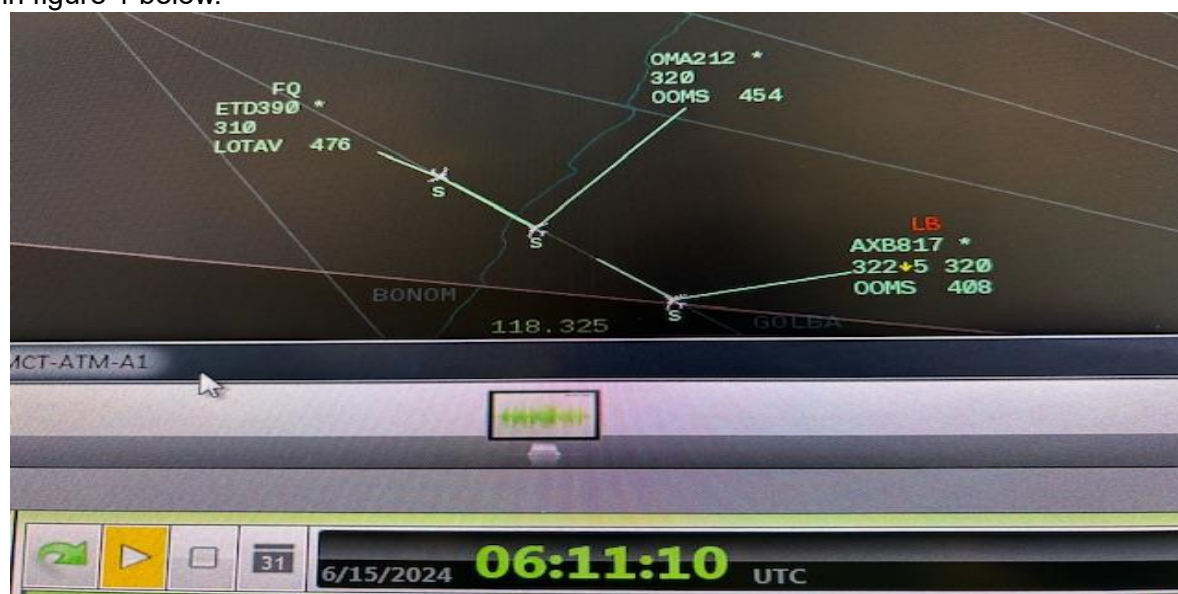 in figure 1 below.
OMA212 *
320
OOMS 454
FQ
ETD390 *
310
LOTAV 476
S
S
LB
AXB817 *
322↓5 320
OOMS 408
S
BONOM
118.325
GOLBA
MCT-ATM-A1
31
6/15/2024 06:11:10 UTC